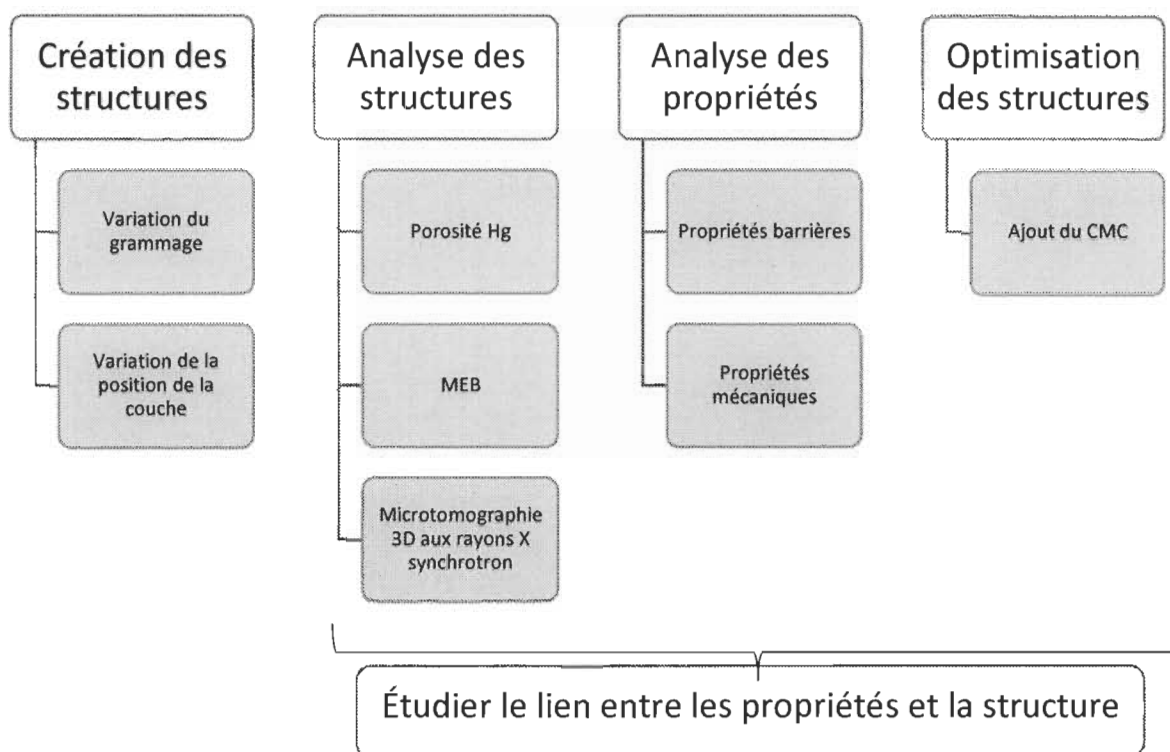 Création des
structures
Variation du
grammage
Variation de la
position de la
couche
Analyse des
structures
Porosité Hg
MEB
Microtomographie
3D aux rayons X
synchrotron
Analyse des
propriétés
Propriétés barrières
Propriétés
mécaniques
Optimisation
des structures
Ajout du CMC
Étudier le lien entre les propriétés et la structure